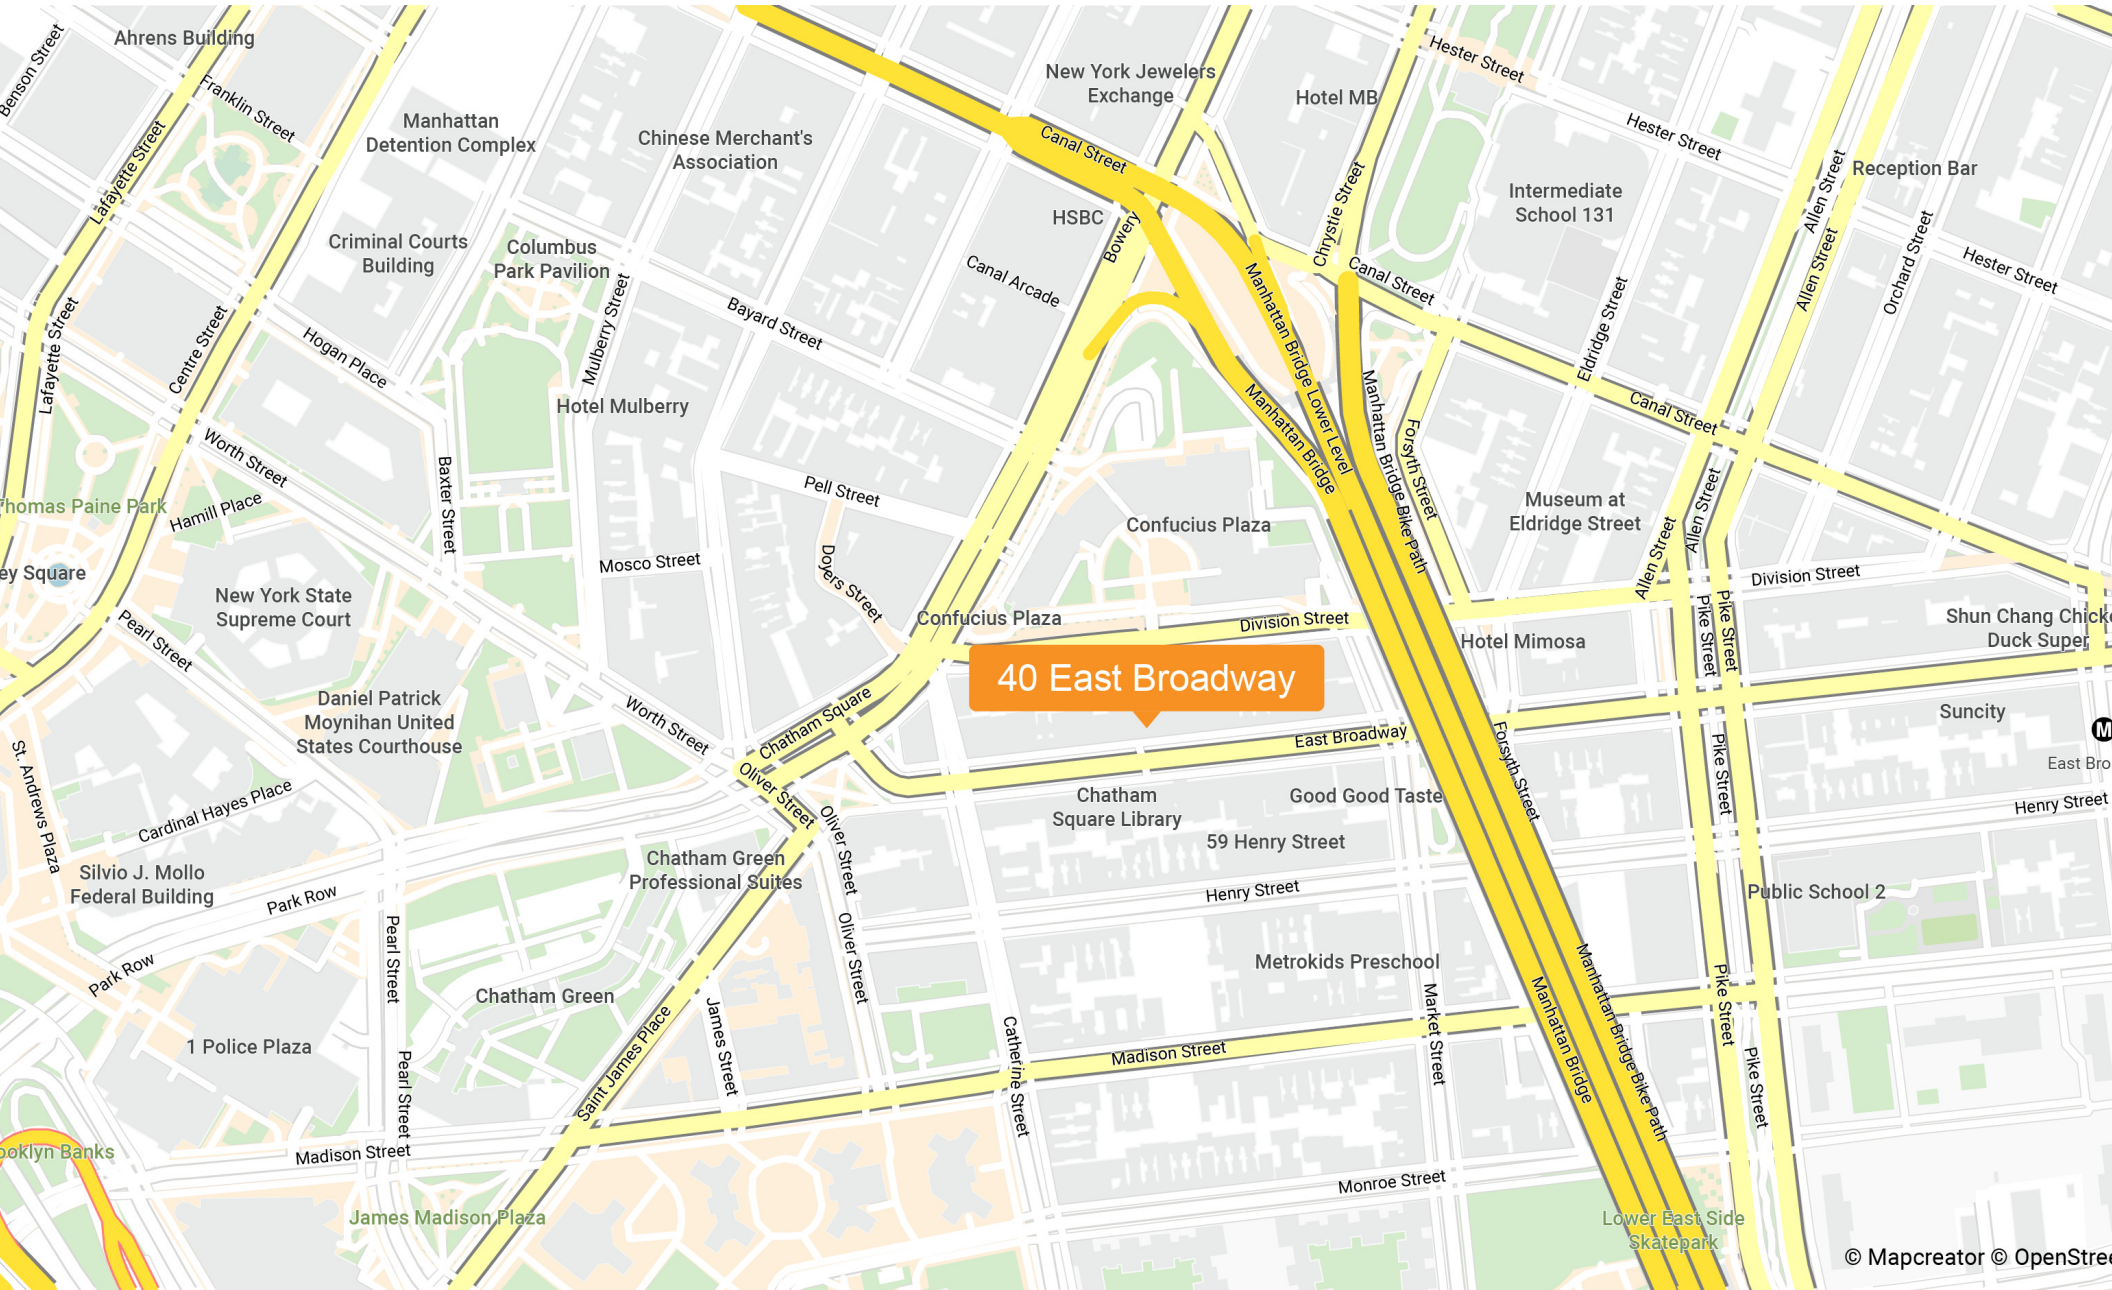 Ahrens Building
Benson Street
Franklin Street
Lafayette Street
Manhattan
Detention Complex
Chinese Merchant's
Association
New York Jewelers
Exchange
Hotel MB
Hester Street
Hester Street
Canal Street
Chrystie Street
Intermediate
School 131
Allen Street
Reception Bar
HSBC
Bowery
Criminal Courts
Building
Columbus
Park Pavilion
Canal Arcade
Canal Street
Allen Street
Orchard Street
Hester Street
Lafayette Street
Centre Street
Hogan Place
Mulberry Street
Bayard Street
Manhattan Bridge Lower Level
Eldridge Street
Hotel Mulberry
Manhattan Bridge
Manhattan Bridge Bike Path
Forsyth Street
Canal Street
Worth Street
Baxter Street
Pell Street
Thomas Paine Park
Hamill Place
Confucius Plaza
Museum at
Eldridge Street
Allen Street
Allen Street
ey Square
Mosco Street
Doyers Street
Division Street
New York State
Supreme Court
Confucius Plaza
Division Street
Pike Street
Pike Street
Shun Chang Chick
Duck Super
Pearl Street
Hotel Mimosa
40 East Broadway
Daniel Patrick
Moynihan United
States Courthouse
Worth Street
Chatham Square
East Broadway
Forsyth Street
Suncity
M
East Bro
St. Andrews Plaza
Cardinal Hayes Place
Oliver Street
Chatham
Square Library
Good Good Taste
Pike Street
Henry Street
59 Henry Street
Oliver Street
Chatham Green
Professional Suites
Silvio J. Mollo
Federal Building
Park Row
Henry Street
Public School 2
Park Row
Pearl Street
Oliver Street
Metrokids Preschool
Chatham Green
James Street
Saint James Place
Catherine Street
Market Street
Manhattan Bridge
Manhattan Bridge Bike Path
Pike Street
1 Police Plaza
Pearl Street
Madison Street
Pike Street
ooklyn Banks
Madison Street
Monroe Street
James Madison Plaza
Lower East Side
Skatepark
© Mapcreator © OpenStree